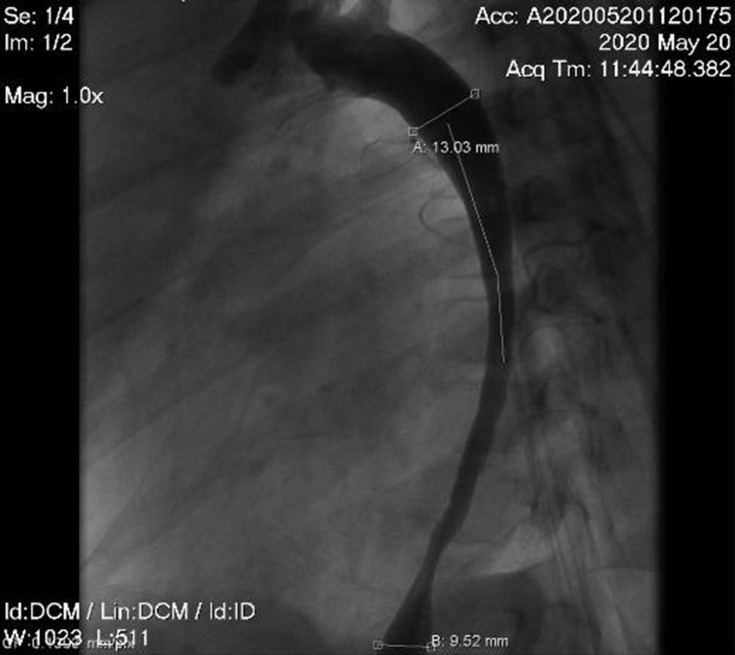 Se: 1/4
Im: 1/2
Mag: 1.0x
Acc: A202005201120175
2020 May 20
Acq Tm: 11:44:48.382
A: 13.03 mm
B: 9.52 mm
Id:DCM / Lin:DCM / Id:ID
W:1023 L:511